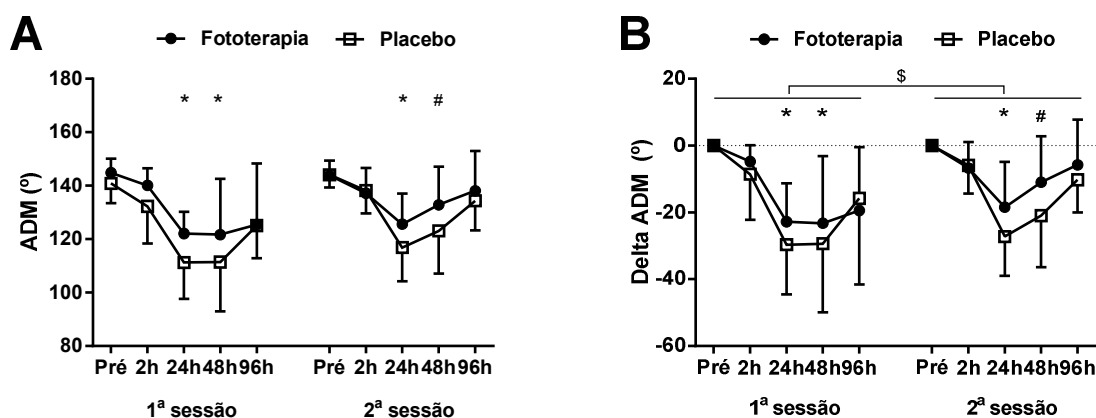 A
Fototerapia Placebo
ADM (º)
180
160
140
120
100
80
* * * #
Pré 2h 24h 48h 96h Pré 2h 24h 48h 96h
1ª sessão 2ª sessão
B
Fototerapia Placebo
Delta ADM (º)
20
0
-20
-40
-60
$
* * * #
Pré 2h 24h 48h 96h Pré 2h 24h 48h 96h
1ª sessão 2ª sessão